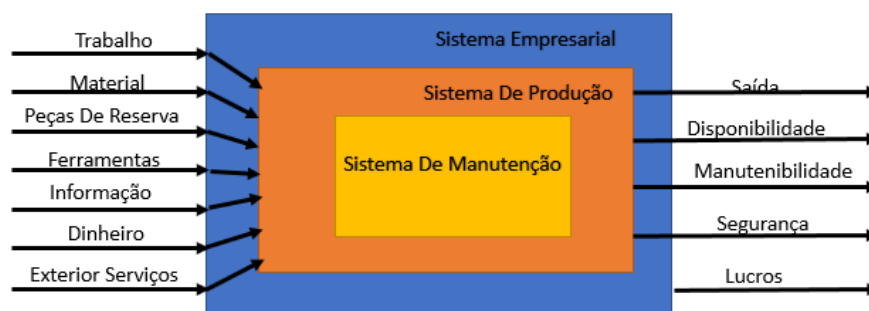 Trabalho
Material
Peças De Reserva
Ferramentas
Informação
Dinheiro
Exterior Serviços
Sistema Empresarial
Sistema De Produção
Sistema De Manutenção
Saída
Disponibilidade
Manutenibilidade
Segurança
Lucros